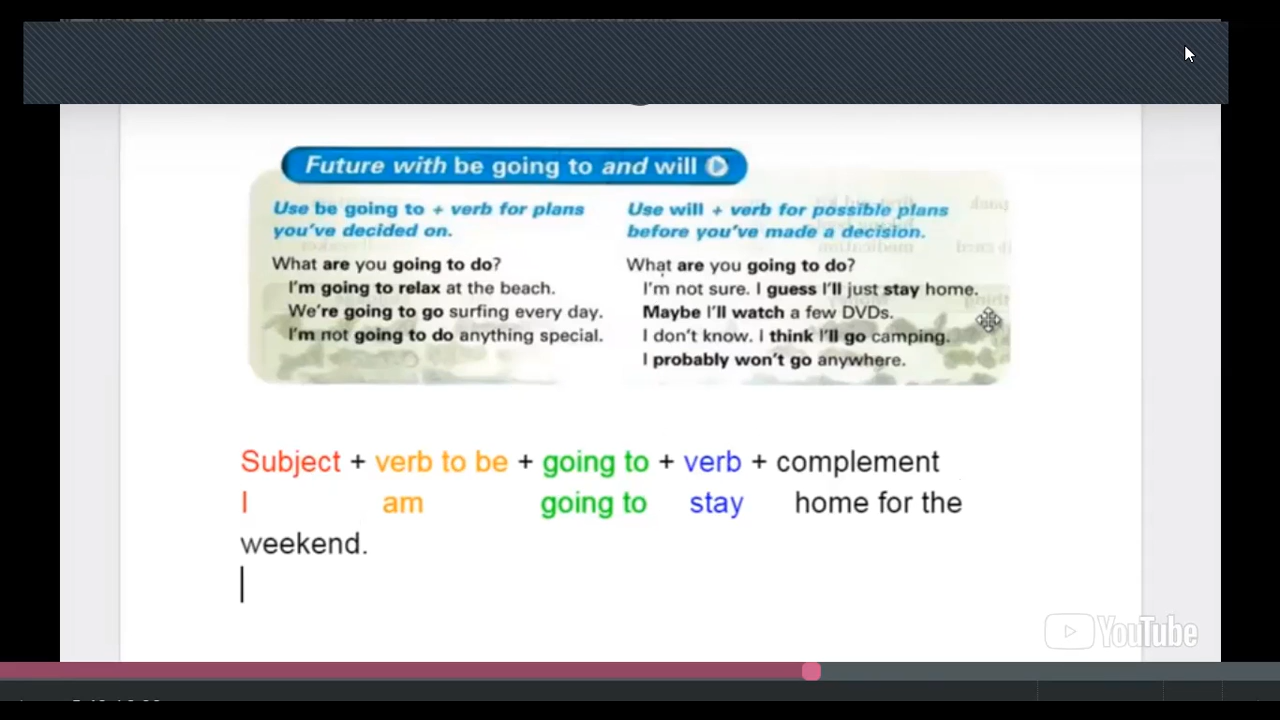 Future with be going to and will
Use be going to + verb for plans
you've decided on.
What are you going to do?
I'm going to relax at the beach.
We're going to go surfing every day.
I'm not going to do anything special.
Use will + verb for possible plans
before you've made a decision.
What are you going to do?
I'm not sure. I guess I'll just stay home.
Maybe I'll watch a few DVDs.
I don't know. I think I'll go camping.
I probably won't go anywhere.
Subject + verb to be + going to + verb + complement
I am going to stay home for the
weekend.
YouTube